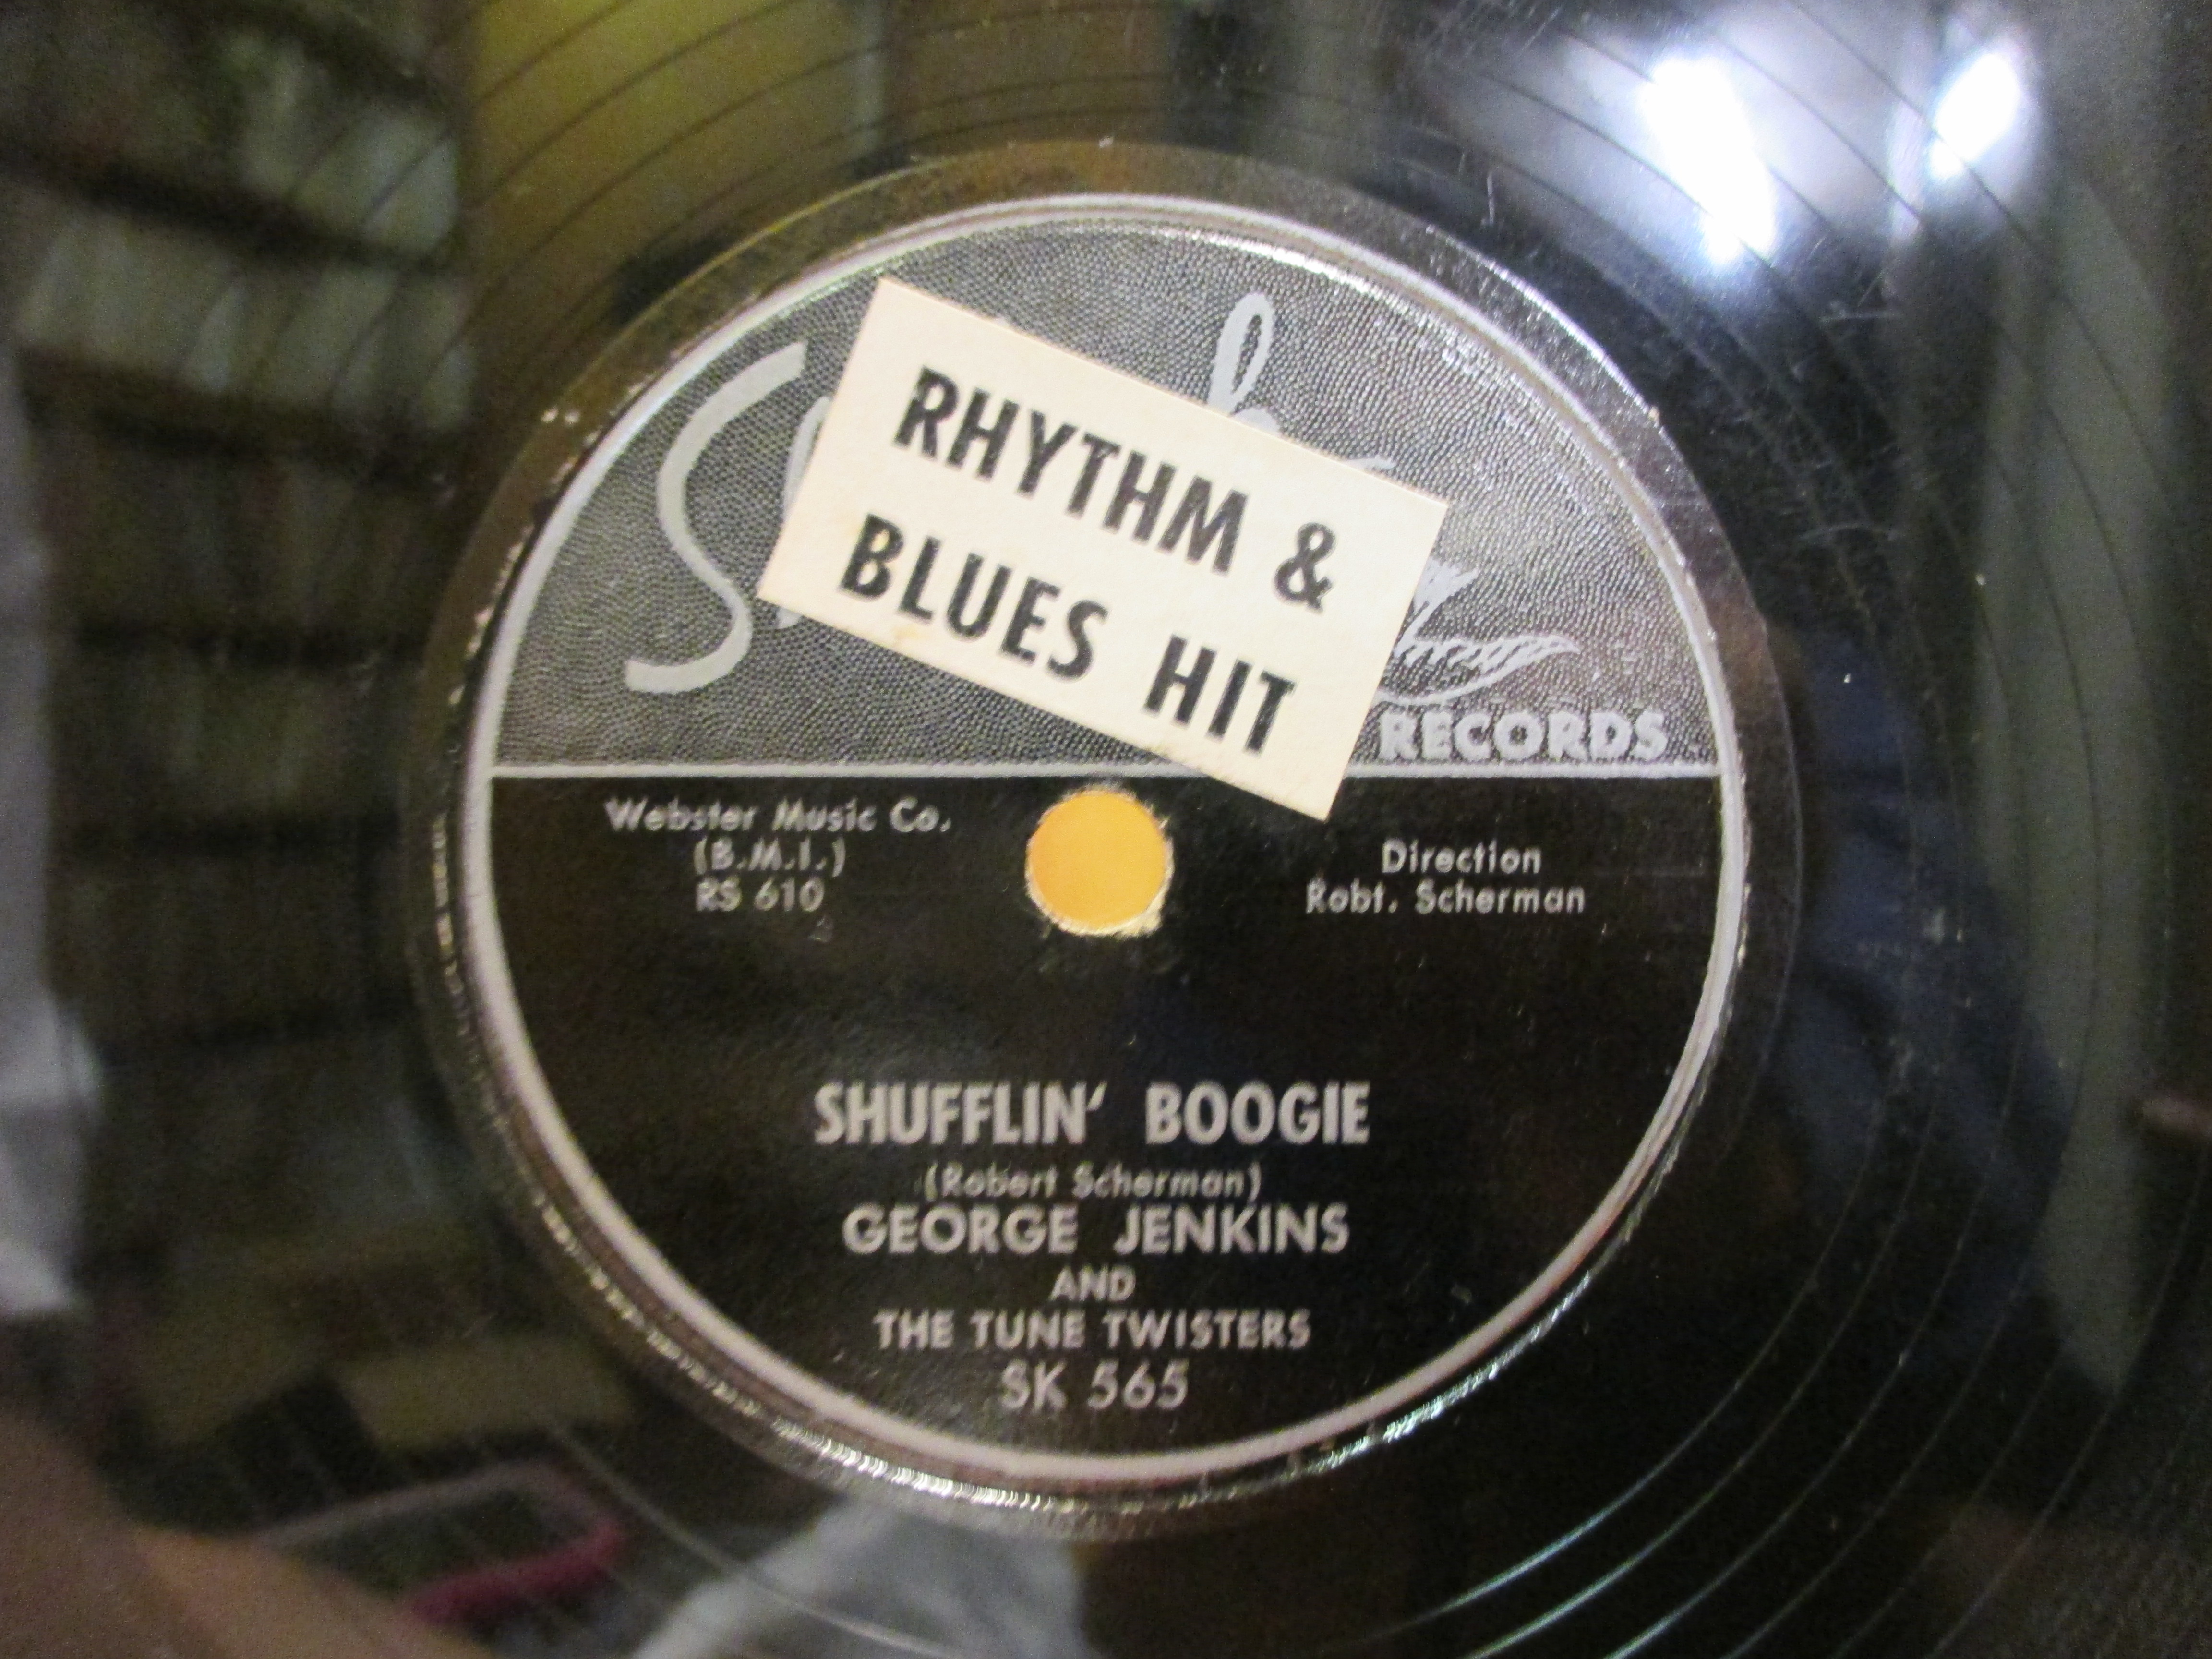 RHYTHM &
BLUES HIT
RECORDS
Webster Music Co.
(B.M.I.)
RS 610
Direction
Robt. Scherman
SHUFFLIN' BOOGIE
(Robert Scherman)
GEORGE JENKINS
AND
THE TUNE TWISTERS
SK 565